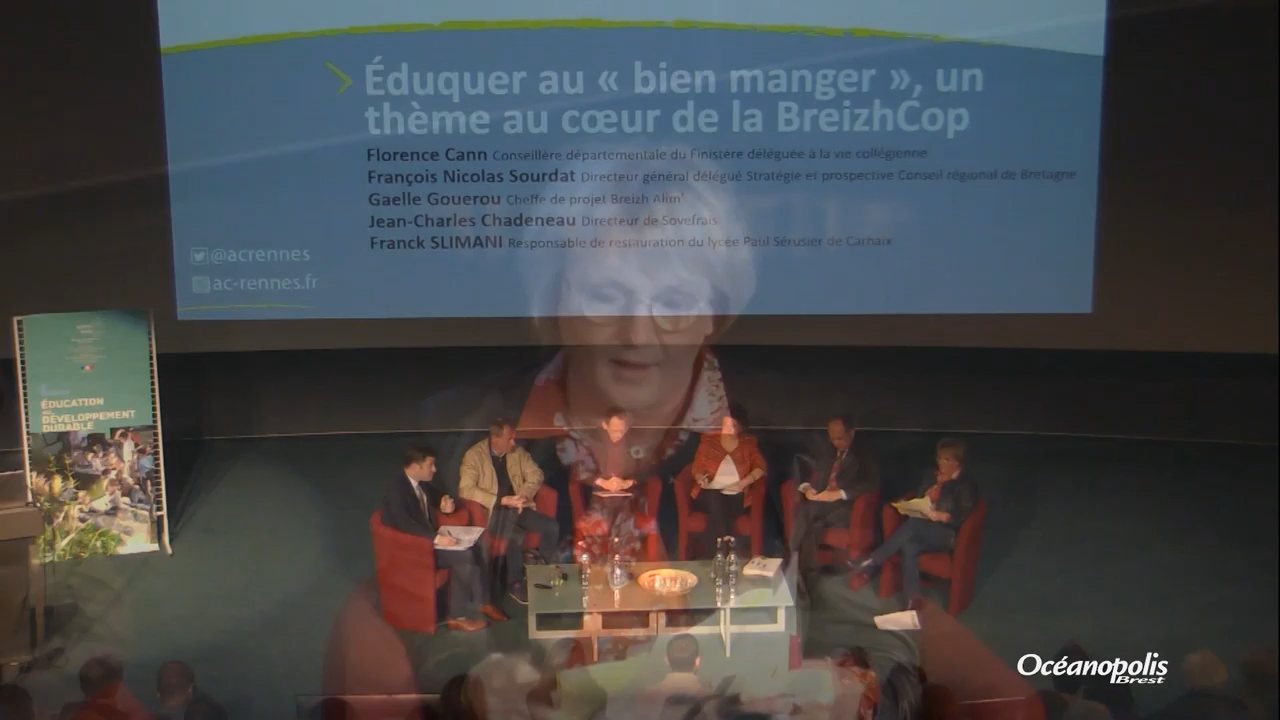 Éduquer au « bien manger », un
thème au cœur de la BreizhCop
Florence Cann Conseillère départementale du Finistère déléguée à la vie collégienne
François Nicolas Sourdat Directeur général délégué Stratégie et prospective Conseil régional de Bretagne
Gaelle Gouerou Cheffe de projet Breizh Alim'
Jean-Charles Chadeneau Directeur de Sovefrais
Franck SLIMANI Responsable de restauration du lycée Paul Sérusier de Carhaix
@acrennes
ac-rennes.fr
ÉDUCATION
AU
DÉVELOPPEMENT
DURABLE
Océanopolis
Brest